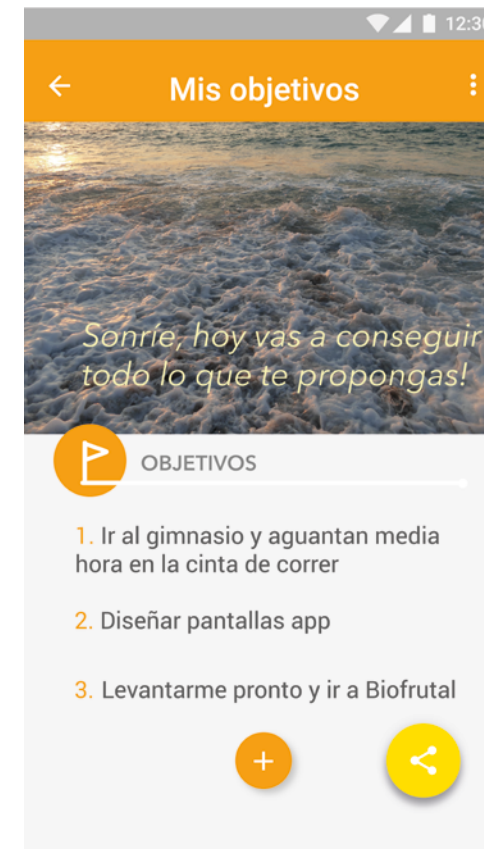 12:30
Mis objetivos
Sonríe, hoy vas a conseguir
todo lo que te propongas!
OBJETIVOS
1. Ir al gimnasio y aguantan media
hora en la cinta de correr
2. Diseñar pantallas app
3. Levantarme pronto y ir a Biofrutal